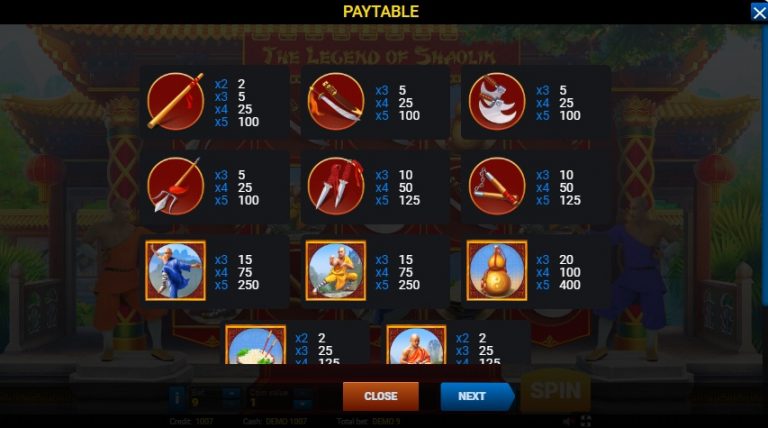 PAYTABLE
THE LEGEND OF SHAOLIN
x2 2
x3 5
x4 25
x5 100
x3 5
x4 25
x5 100
x3 5
x4 25
x5 100
x3 5
x4 25
x5 100
x3 10
x4 50
x5 125
x3 10
x4 50
x5 125
x3 15
x4 75
x5 250
x3 15
x4 75
x5 250
x3 20
x4 100
x5 400
x2 2
x3 25
x4 125
x2 2
x3 25
x4 125
i
Bet
9
Coin value
1
CLOSE
NEXT
SPIN
Credit: 1007 Cash: DEMO 1007 Total bet: DEMO 9